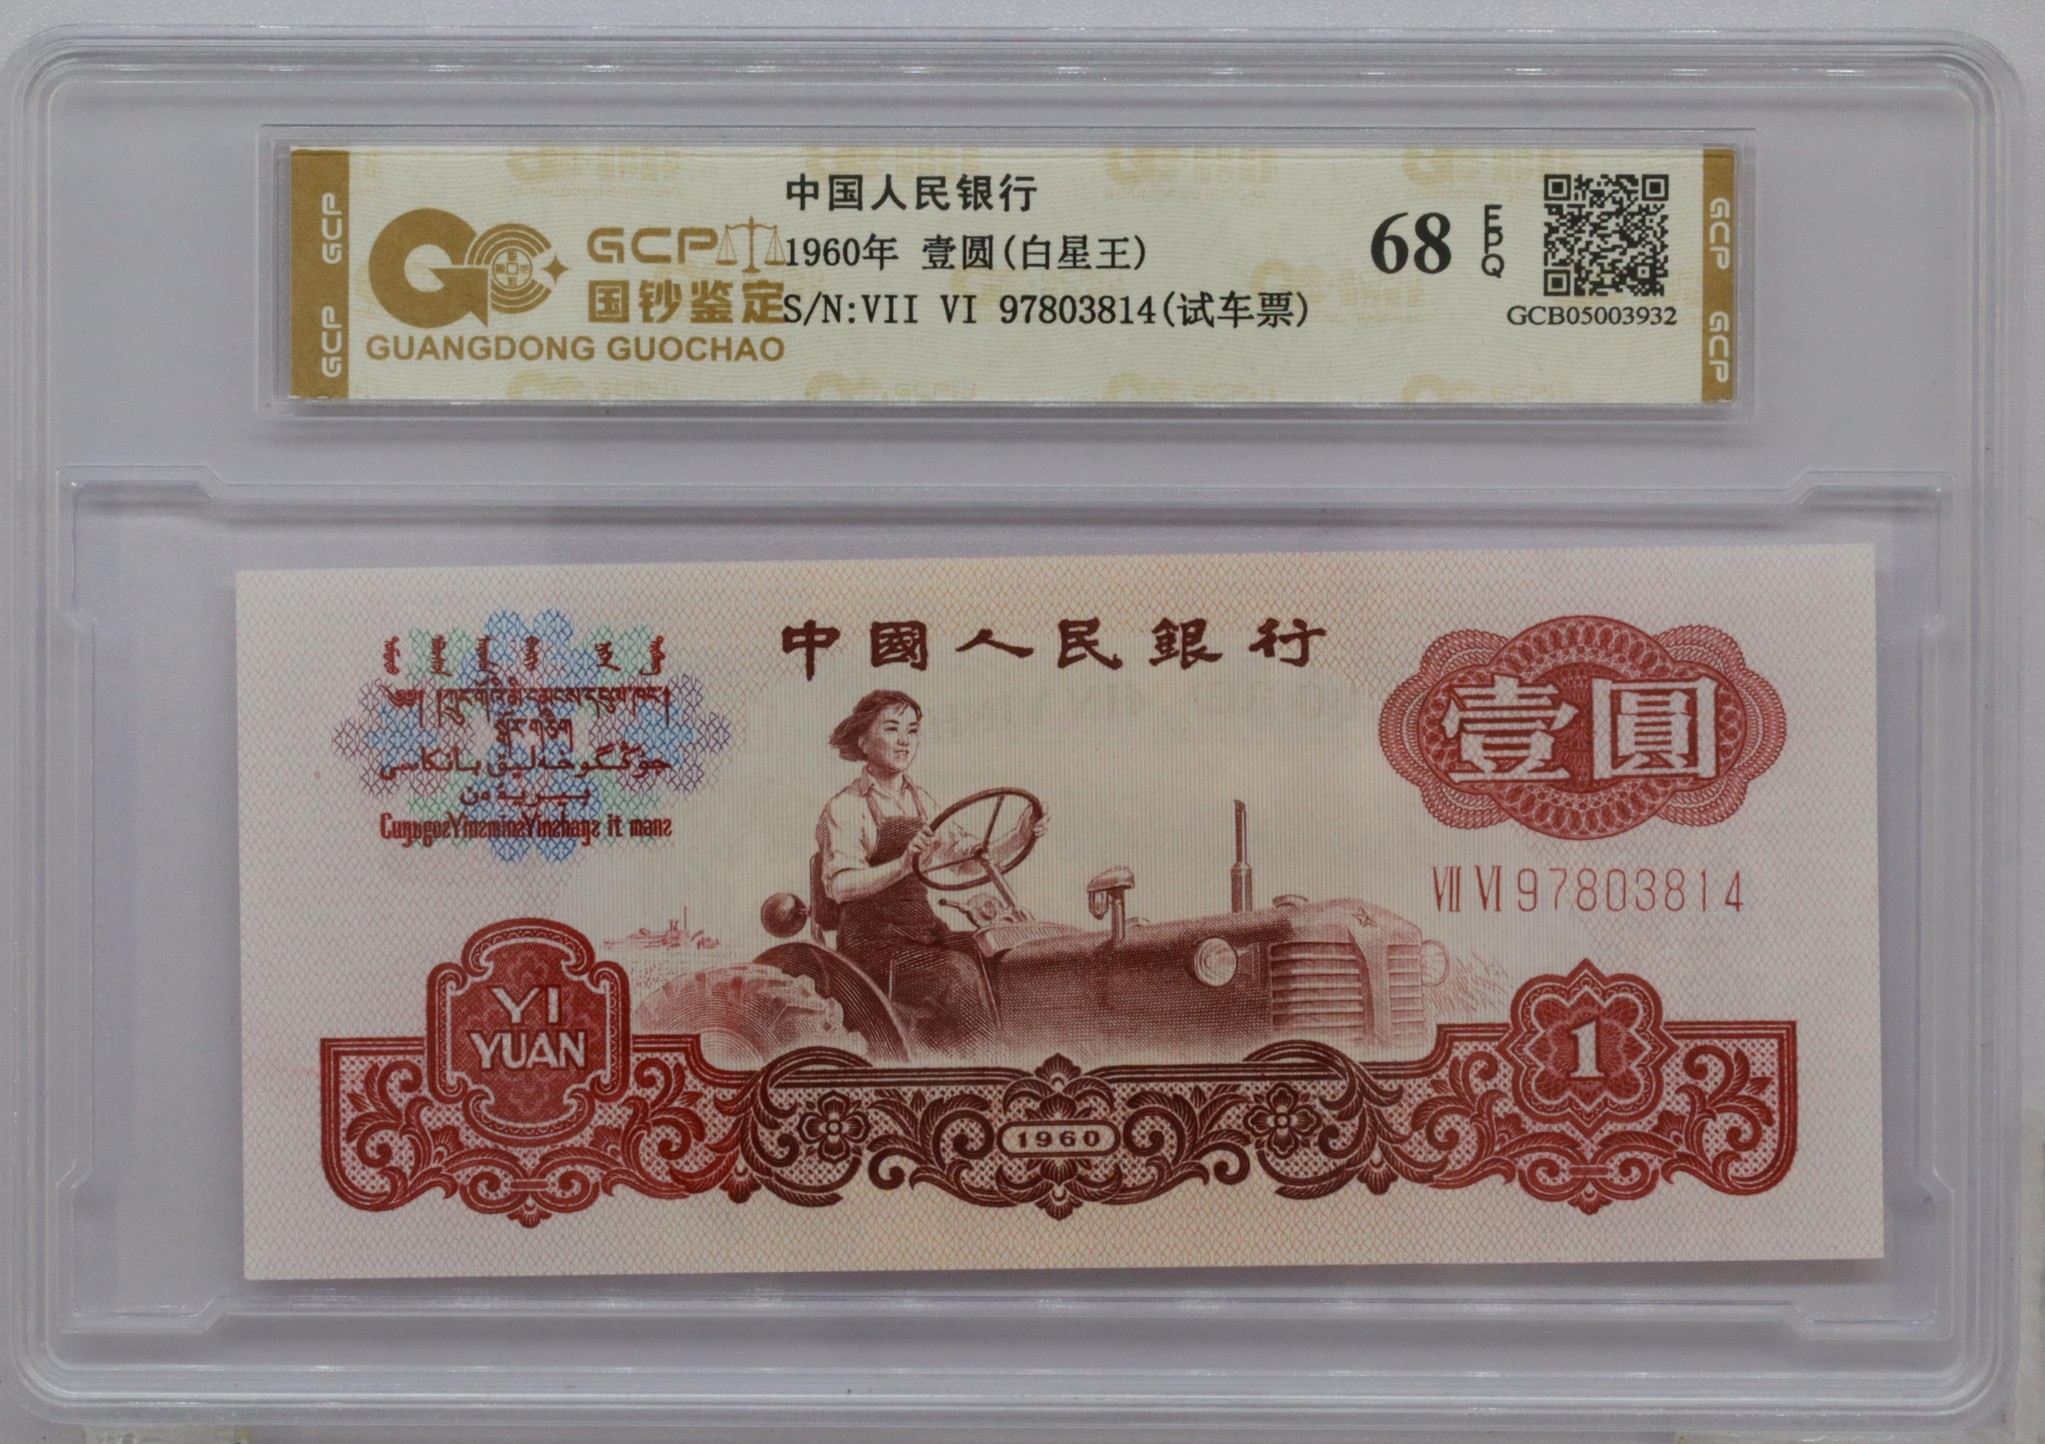 中国人民银行
GCP
1960年 壹圆(白星王)
国钞鉴定
S/N:VII VI 97803814(试车票)
GUANGDONG GUOCHAO
68
EPQ
GCB05003932
GCP
GCP
GCP
GCP
中國人民銀行
壹圓
VII VI 97803814
YI
YUAN
1
1960